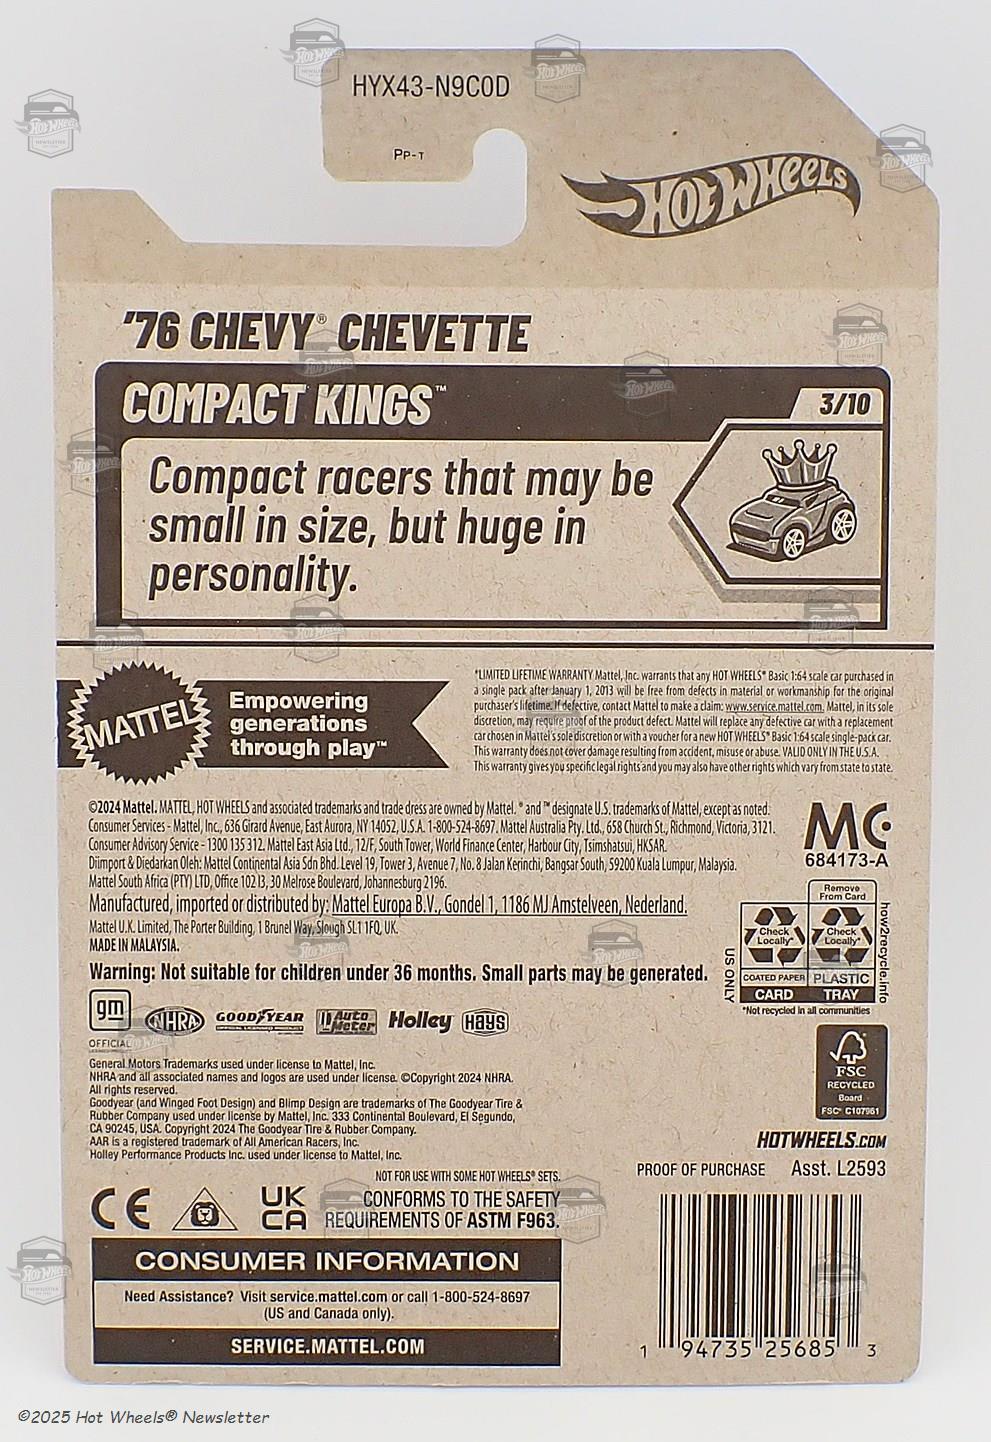 HYX43-N9C0D
PP-T
HOT WHEELS
'76 CHEVY® CHEVETTE
COMPACT KINGS™
3/10
Compact racers that may be
small in size, but huge in
personality.
MATTEL
Empowering
generations
through play™
*LIMITED LIFETIME WARRANTY Mattel, Inc. warrants that any HOT WHEELS® Basic 1:64 scale car purchased in
a single pack after January 1, 2013 will be free from defects in material or workmanship for the original
purchaser's lifetime. If defective, contact Mattel to make a claim: www.service.mattel.com. Mattel, in its sole
discretion, may require proof of the product defect. Mattel will replace any defective car with a replacement
car chosen in Mattel's sole discretion or with a voucher for a new HOT WHEELS® Basic 1:64 scale single-pack car.
This warranty does not cover damage resulting from accident, misuse or abuse. VALID ONLY IN THE U.S.A.
This warranty gives you specific legal rights and you may also have other rights which vary from state to state.
©2024 Mattel. MATTEL, HOT WHEELS and associated trademarks and trade dress are owned by Mattel. ® and ™ designate U.S. trademarks of Mattel, except as noted.
Consumer Services - Mattel, Inc., 636 Girard Avenue, East Aurora, NY 14052, U.S.A. 1-800-524-8697. Mattel Australia Pty. Ltd., 658 Church St., Richmond, Victoria, 3121.
Consumer Advisory Service - 1300 135 312. Mattel East Asia Ltd., 12/F, South Tower, World Finance Center, Harbour City, Tsimshatsui, HKSAR.
Diimport & Diedarkan Oleh: Mattel Continental Asia Sdn Bhd. Level 19, Tower 3, Avenue 7, No. 8 Jalan Kerinchi, Bangsar South, 59200 Kuala Lumpur, Malaysia.
Mattel South Africa (PTY) LTD, Office 102 I3, 30 Melrose Boulevard, Johannesburg 2196.
Manufactured, imported or distributed by: Mattel Europa B.V., Gondel 1, 1186 MJ Amstelveen, Nederland.
Mattel U.K. Limited, The Porter Building, 1 Brunel Way, Slough SL1 1FQ, UK.
MADE IN MALAYSIA.
MC
684173-A
Remove
From Card
Check
Locally*
Check
Locally*
COATED PAPER
PLASTIC
CARD
TRAY
US ONLY
how2recycle.info
*Not recycled in all communities
Warning: Not suitable for children under 36 months. Small parts may be generated.
gm
OFFICIAL
NHRA
GOODYEAR
Auto
Meter
Holley
HAYS
FSC
RECYCLED
Board
FSC® C107961
General Motors Trademarks used under license to Mattel, Inc.
NHRA and all associated names and logos are used under license. ©Copyright 2024 NHRA.
All rights reserved.
Goodyear (and Winged Foot Design) and Blimp Design are trademarks of The Goodyear Tire &
Rubber Company used under license by Mattel, Inc. 333 Continental Boulevard, El Segundo,
CA 90245, USA. Copyright 2024 The Goodyear Tire & Rubber Company.
AAR is a registered trademark of All American Racers, Inc.
Holley Performance Products Inc. used under license to Mattel, Inc.
HOTWHEELS.COM
PROOF OF PURCHASE Asst. L2593
NOT FOR USE WITH SOME HOT WHEELS® SETS.
CE
UK
CA
CONFORMS TO THE SAFETY
REQUIREMENTS OF ASTM F963.
CONSUMER INFORMATION
Need Assistance? Visit service.mattel.com or call 1-800-524-8697
(US and Canada only).
SERVICE.MATTEL.COM
1 94735 25685 3
©2025 Hot Wheels® Newsletter